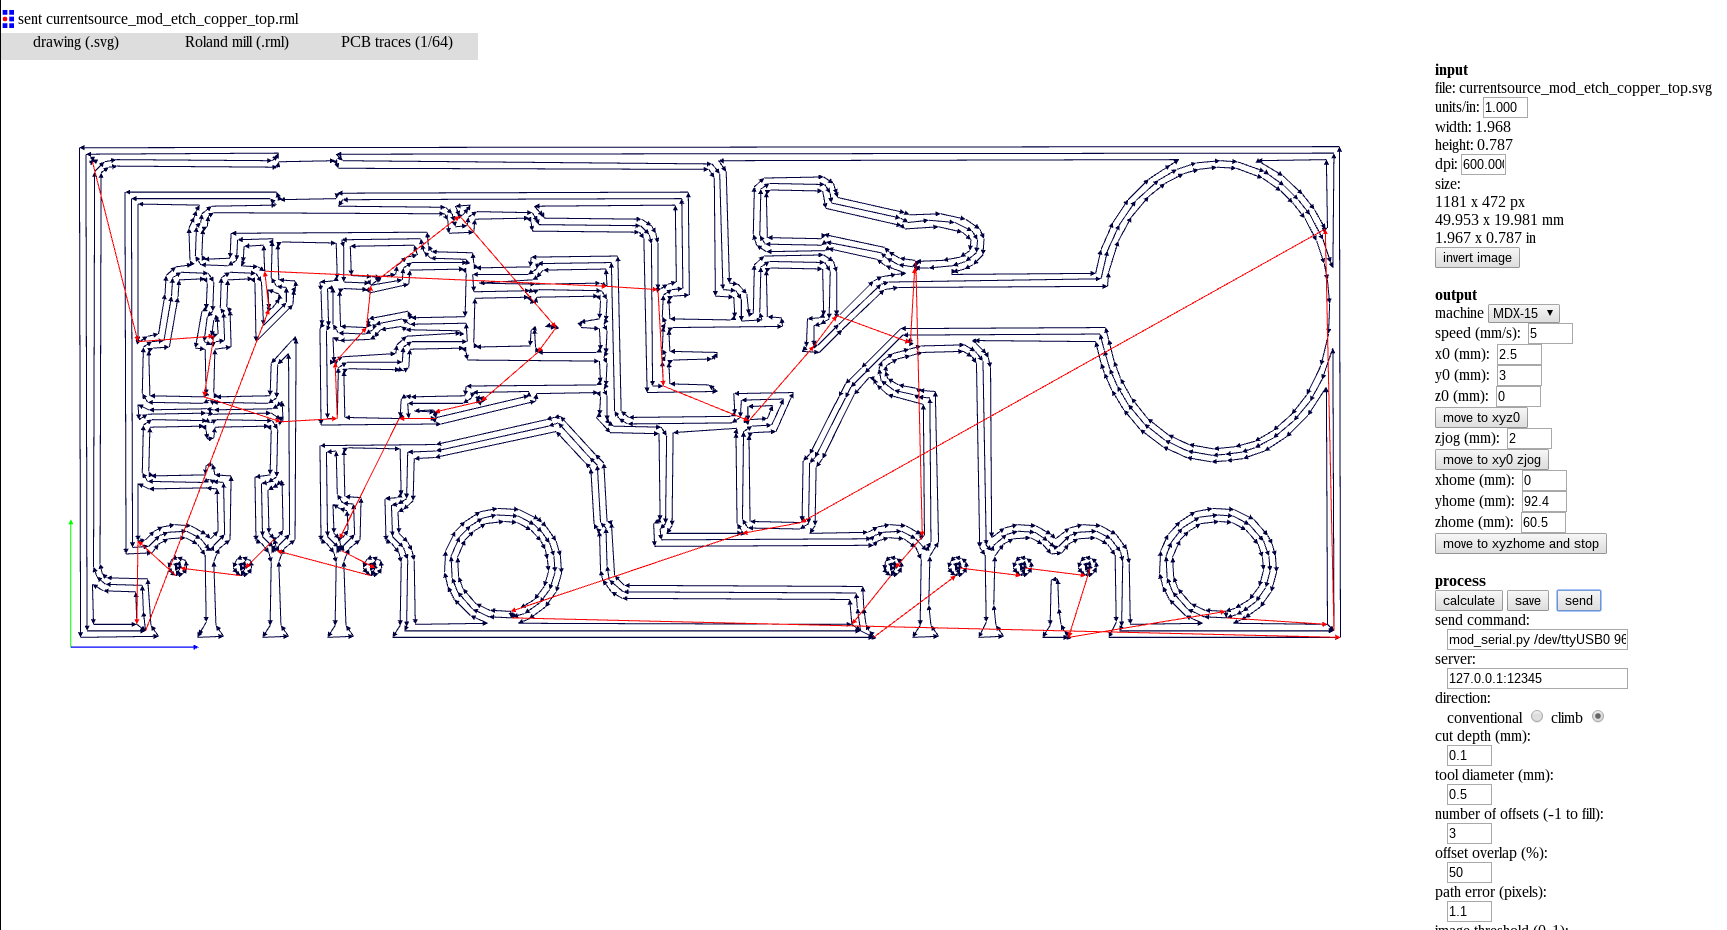 sent currentsource_mod_etch_copper_top.rml
drawing (.svg) Roland mill (.rml) PCB traces (1/64)
input
file: currentsource_mod_etch_copper_top.svg
units/in: 1.000
width: 1.968
height: 0.787
dpi: 600.00
size:
1181 x 472 px
49.953 x 19.981 mm
1.967 x 0.787 in
invert image
output
machine MDX-15
speed (mm/s): 5
x0 (mm): 2.5
y0 (mm): 3
z0 (mm): 0
move to xyz0
zjog (mm): 2
move to xy0 zjog
xhome (mm): 0
yhome (mm): 92.4
zhome (mm): 60.5
move to xyzhome and stop
process
calculate save send
send command:
mod_serial.py /dev/ttyUSB0 96
server:
127.0.0.1:12345
direction:
conventional climb
cut depth (mm):
0.1
tool diameter (mm):
0.5
number of offsets (-1 to fill):
3
offset overlap (%):
50
path error (pixels):
1.1
image threshold (0-1):